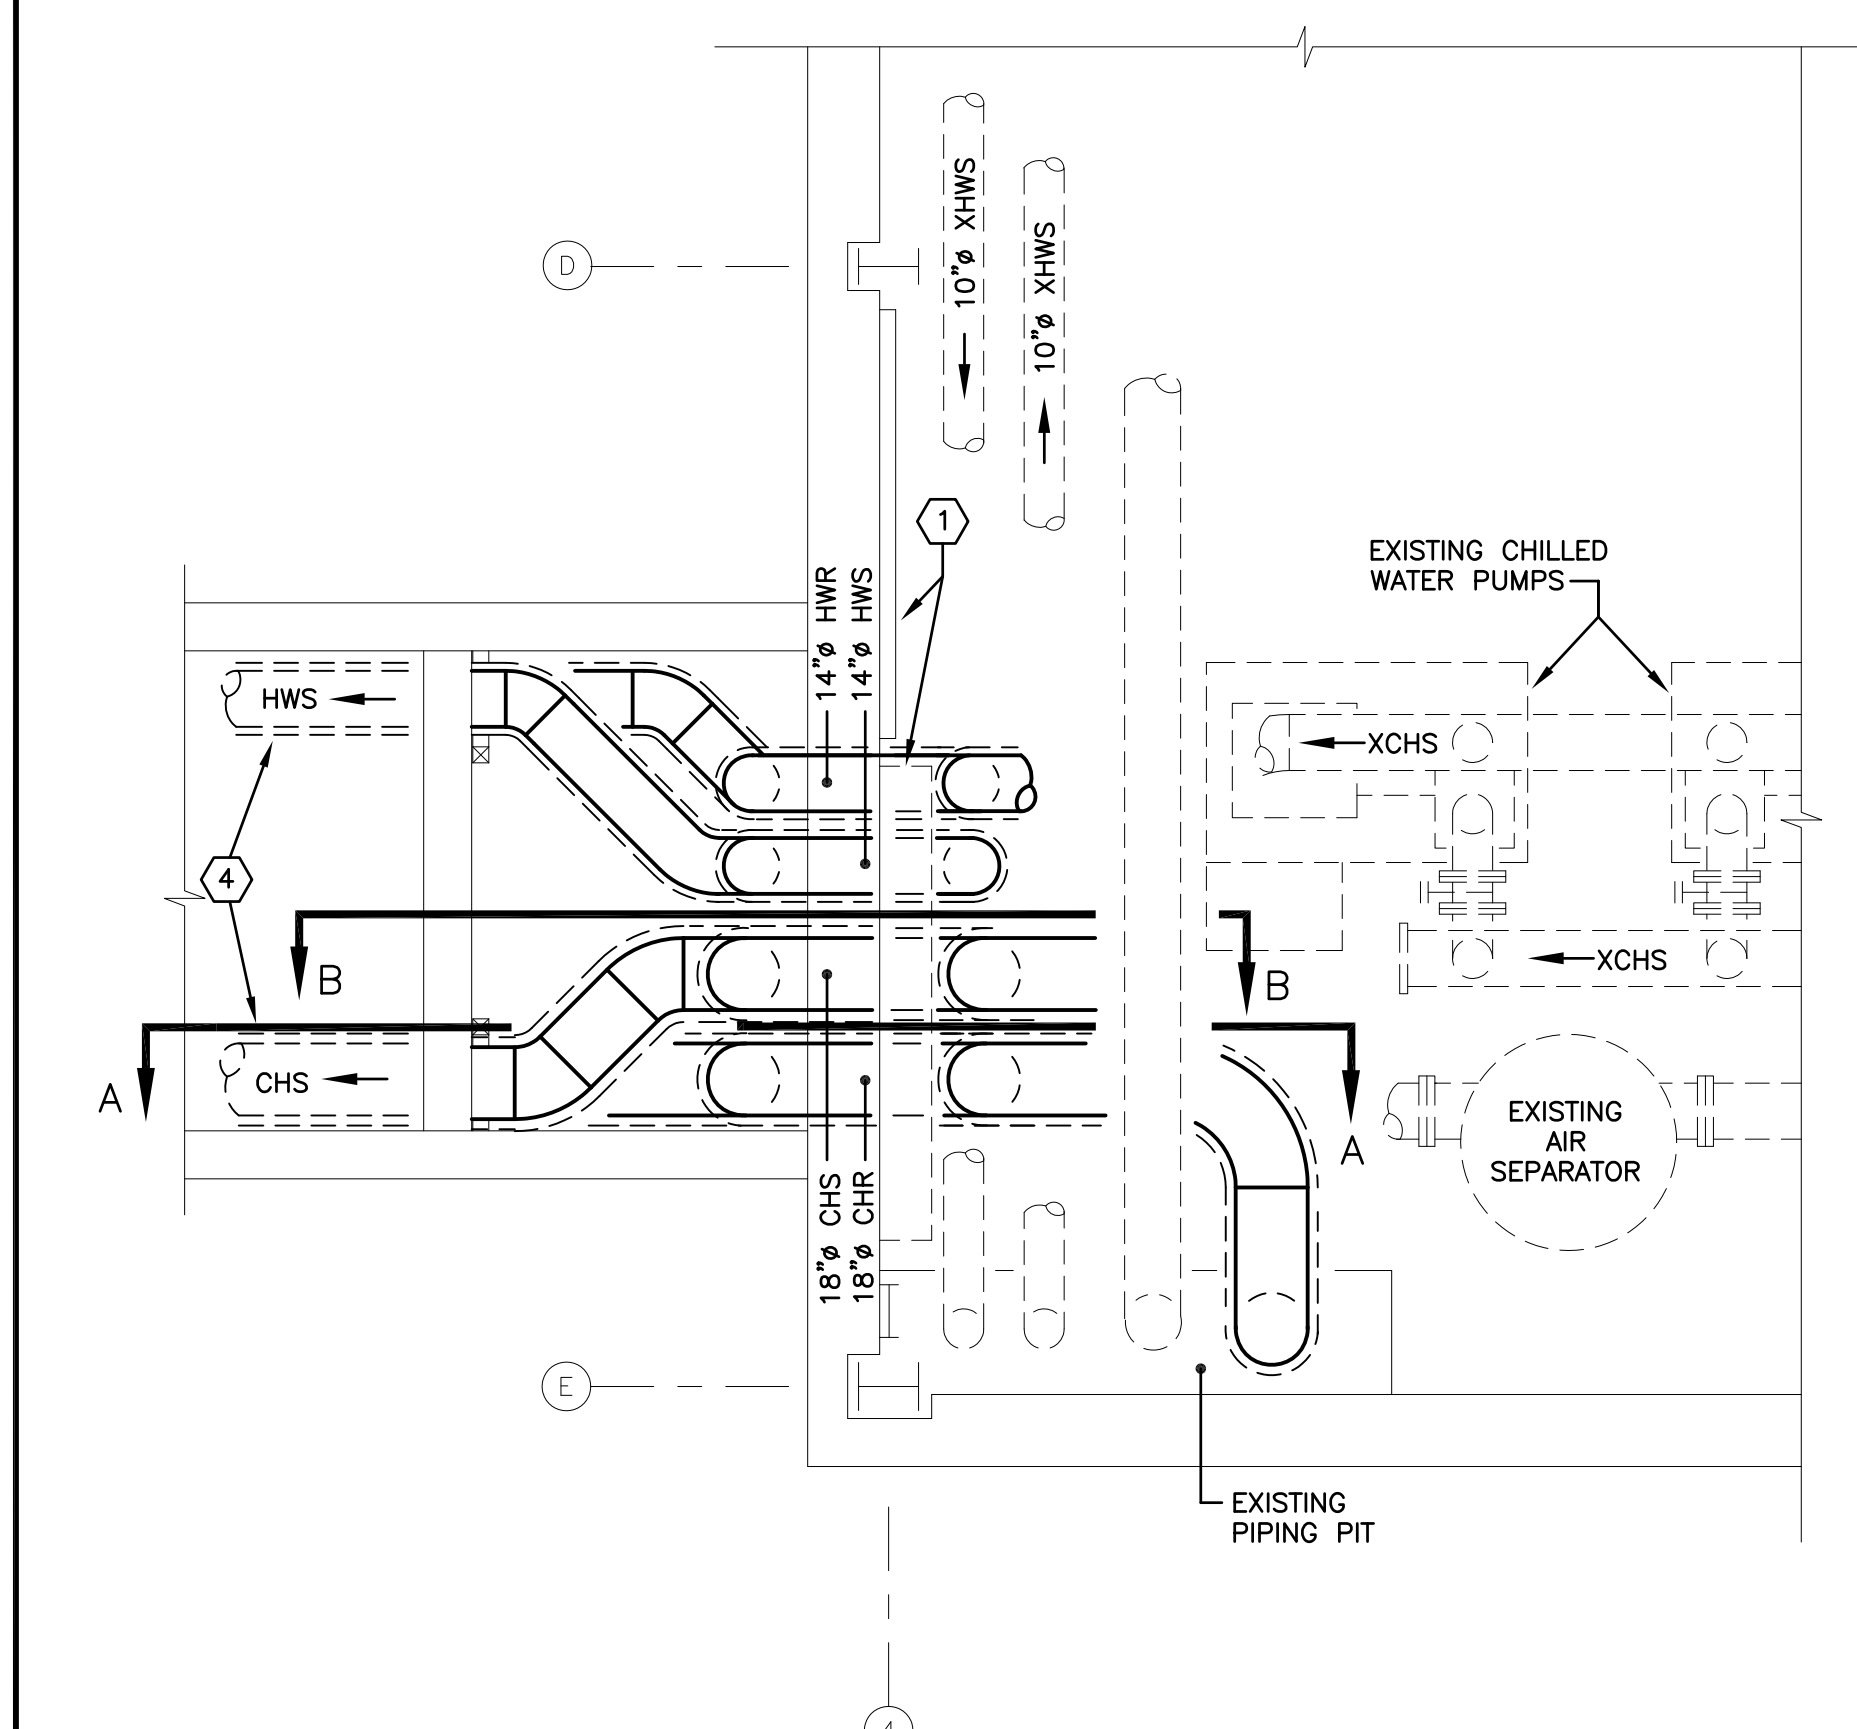 10"ø XHWS
10"ø XHWS
D
1
14"ø HWR
14"ø HWS
EXISTING CHILLED
WATER PUMPS
HWS
XCHS
4
B
B
XCHS
A
CHS
A
EXISTING
AIR
SEPARATOR
18"ø CHS
18"ø CHR
E
EXISTING
PIPING PIT